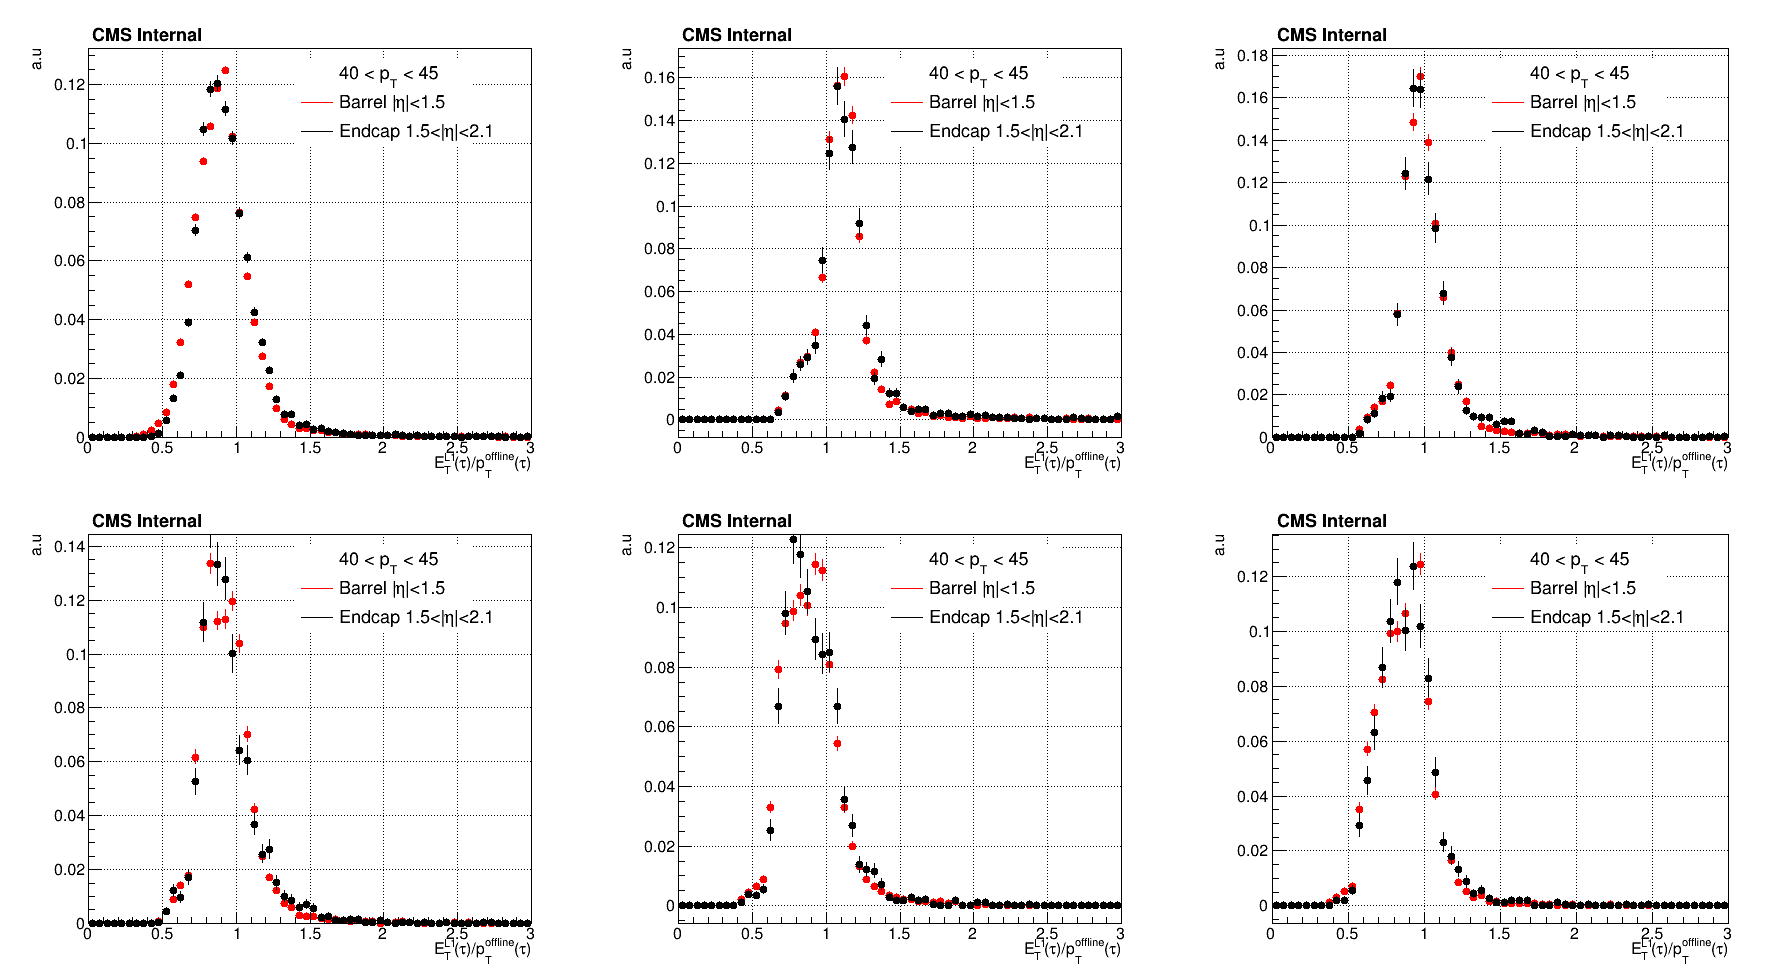 CMS Internal
a.u
40 < p_T < 45
Barrel |η|<1.5
Endcap 1.5<|η|<2.1
0.12
0.1
0.08
0.06
0.04
0.02
0
0 0.5 1 1.5 2 2.5 3
E_T^L1(τ)/p_T^offline(τ)
CMS Internal
a.u
40 < p_T < 45
Barrel |η|<1.5
Endcap 1.5<|η|<2.1
0.16
0.14
0.12
0.1
0.08
0.06
0.04
0.02
0
0 0.5 1 1.5 2 2.5 3
E_T^L1(τ)/p_T^offline(τ)
CMS Internal
a.u
40 < p_T < 45
Barrel |η|<1.5
Endcap 1.5<|η|<2.1
0.18
0.16
0.14
0.12
0.1
0.08
0.06
0.04
0.02
0
0 0.5 1 1.5 2 2.5 3
E_T^L1(τ)/p_T^offline(τ)
CMS Internal
a.u
40 < p_T < 45
Barrel |η|<1.5
Endcap 1.5<|η|<2.1
0.14
0.12
0.1
0.08
0.06
0.04
0.02
0
0 0.5 1 1.5 2 2.5 3
E_T^L1(τ)/p_T^offline(τ)
CMS Internal
a.u
40 < p_T < 45
Barrel |η|<1.5
Endcap 1.5<|η|<2.1
0.12
0.1
0.08
0.06
0.04
0.02
0
0 0.5 1 1.5 2 2.5 3
E_T^L1(τ)/p_T^offline(τ)
CMS Internal
a.u
40 < p_T < 45
Barrel |η|<1.5
Endcap 1.5<|η|<2.1
0.12
0.1
0.08
0.06
0.04
0.02
0
0 0.5 1 1.5 2 2.5 3
E_T^L1(τ)/p_T^offline(τ)